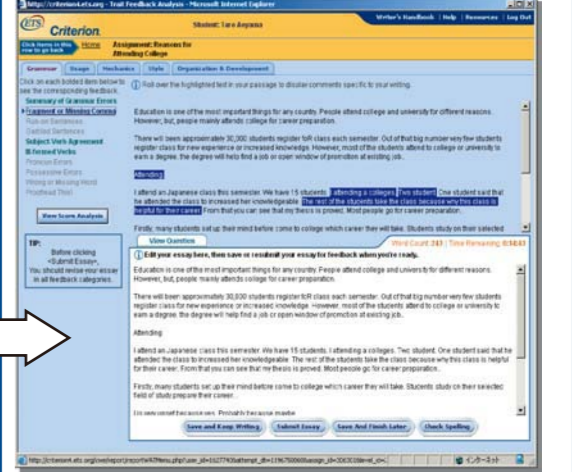 http://criterion4.ets.org - Trait Feedback Analysis - Microsoft Internet Explorer
ETS
Criterion.
Student: Taro Aoyama
Writer's Handbook | Help | Resources | Log Out
Click items in this row to go back
Home
Assignment: Reasons for
Attending College
Grammar
Usage
Mechanics
Style
Organization & Development
Click on each bolded item below to
see the corresponding feedback.
Roll over the highlighted text in your passage to display comments specific to your writing.
Summary of Grammar Errors
Fragment or Missing Comma
Run-on Sentences
Garbled Sentences
Subject-Verb Agreement
Ill-formed Verbs
Pronoun Errors
Possessive Errors
Wrong or Missing Word
Proofread This!
View Score Analysis
Education is one of the most important things for any country. People attend college and university for different reasons.
However, but, people mainly attends college for career preparation.
There will been approximately 30,000 students register foR class each semester. Out of that big number very few students
register class for new experience or increased knowledge. However, most of the students attend to college or university to
earn a degree, the degree will help find a job or open window of promotion at existing job.
Attending.
I attend an Japanese class this semester. We have 15 students. I attending a colleges. Two student. One student said that
he attended the class to increased her knowledgeable. The rest of the students take the class because why this class is
helpful for their career. From that you can see that my thesis is proved. Most people go for career preparation.
Firstly, many students set up their mind before come to college which career they will take. Students study on their selected
TIP:
Before clicking
<Submit Essay>,
You should revise your essay
in all feedback categories.
View Question
Word Count: 243 | Time Remaining: 0:14:43
Edit your essay here, then save or resubmit your essay for feedback when you're ready.
Education is one of the most important things for any country. People attend college and university for different reasons.
However, but, people mainly attends college for career preparation.
There will been approximately 30,000 students register foR class each semester. Out of that big number very few students
register class for new experience or increased knowledge. However, most of the students attend to college or university to
earn a degree, the degree will help find a job or open window of promotion at existing job.
Attending.
I attend an Japanese class this semester. We have 15 students. I attending a colleges. Two student. One student said that he
attended the class to increased her knowledgeable. The rest of the students take the class because why this class is helpful
for their career. From that you can see that my thesis is proved. Most people go for career preparation.
Firstly, many students set up their mind before come to college which career they will take. Students study on their selected
field of study prepare their career.
Save and Keep Writing
Submit Essay
Save And Finish Later
Check Spelling
インターネット